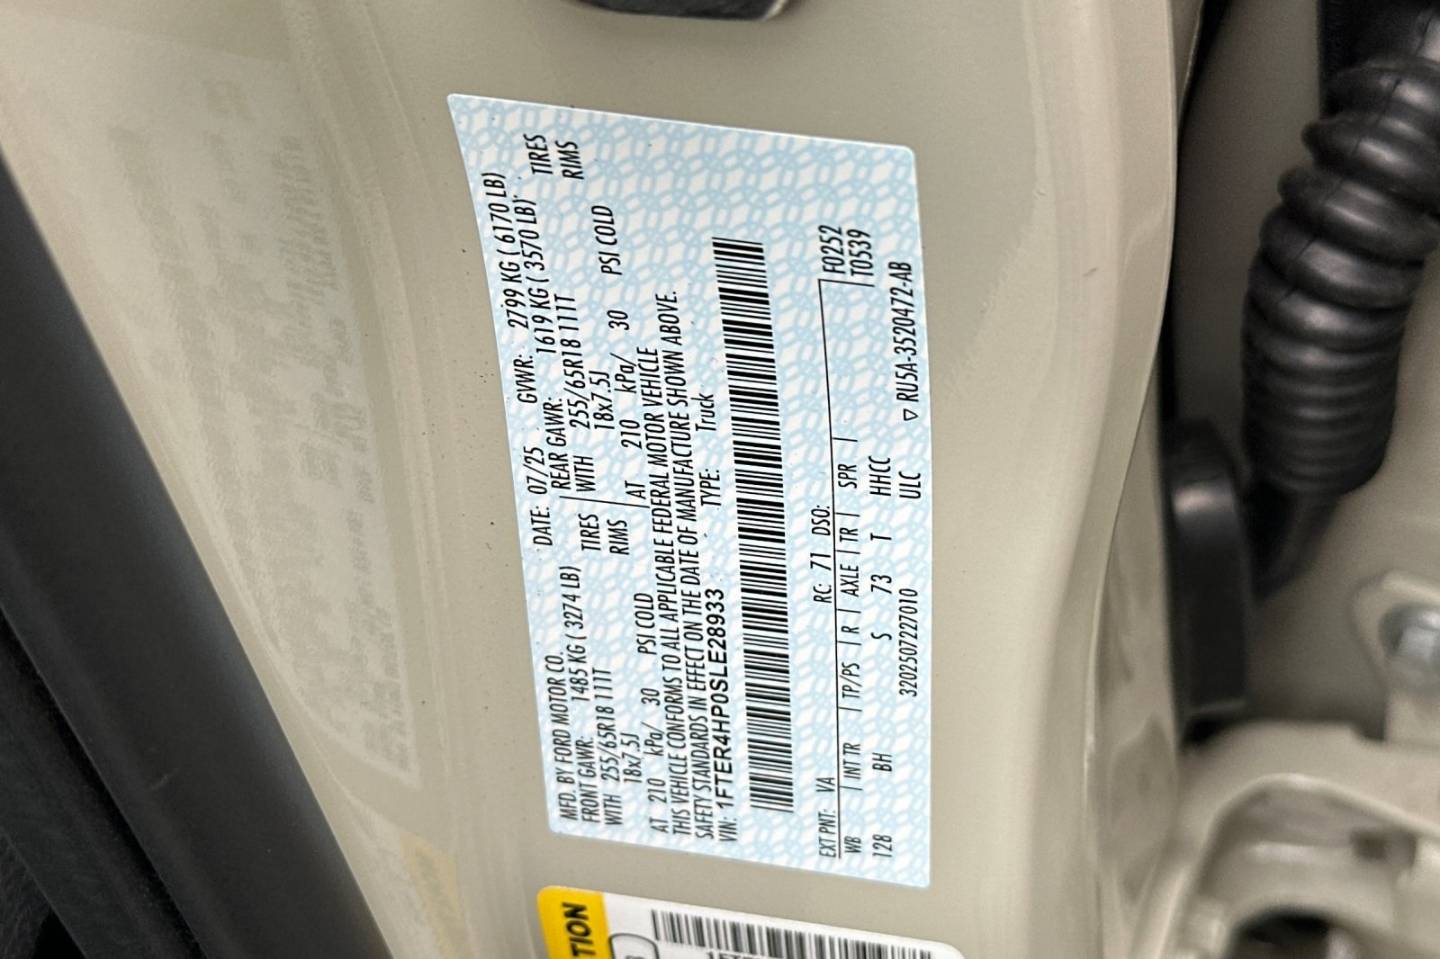 MFD. BY FORD MOTOR CO. DATE: 07/25 GVWR: 2799 KG ( 6170 LB)
FRONT GAWR: 1485 KG ( 3274 LB) REAR GAWR: 1619 KG ( 3570 LB)
WITH 255/65R18 111T TIRES WITH 255/65R18 111T TIRES
18x7.5J RIMS 18x7.5J RIMS
AT 210 kPa/ 30 PSI COLD AT 210 kPa/ 30 PSI COLD
THIS VEHICLE CONFORMS TO ALL APPLICABLE FEDERAL MOTOR VEHICLE
SAFETY STANDARDS IN EFFECT ON THE DATE OF MANUFACTURE SHOWN ABOVE.
VIN: 1FTER4HP0SLE28933 TYPE: Truck
EXT PNT: VA RC: 71 DSO: F0252
WB INT TR TP/PS R AXLE TR SPR T0539
128 BH S 73 T HHCC
3202507227010 ULC ▽ RU5A-3520472-AB
TION